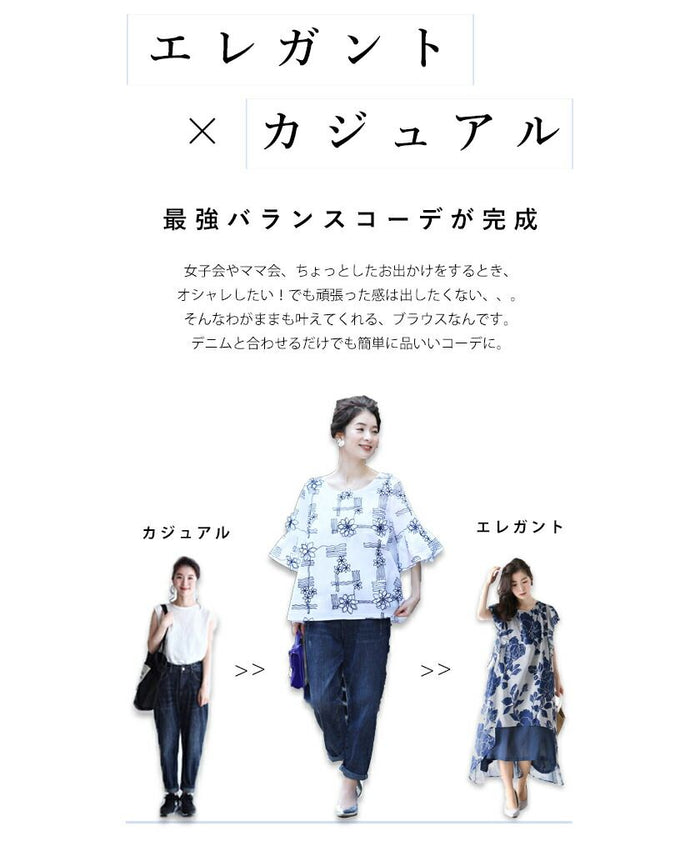 エレガント
×カジュアル
最強バランスコーデが完成
女子会やママ会、ちょっとしたお出かけをするとき、
オシャレしたい！でも頑張った感は出したくない、、。
そんなわがままも叶えてくれる、ブラウスなんです。
デニムと合わせるだけでも簡単に品いいコーデに。
カジュアル
エレガント
>>
>>